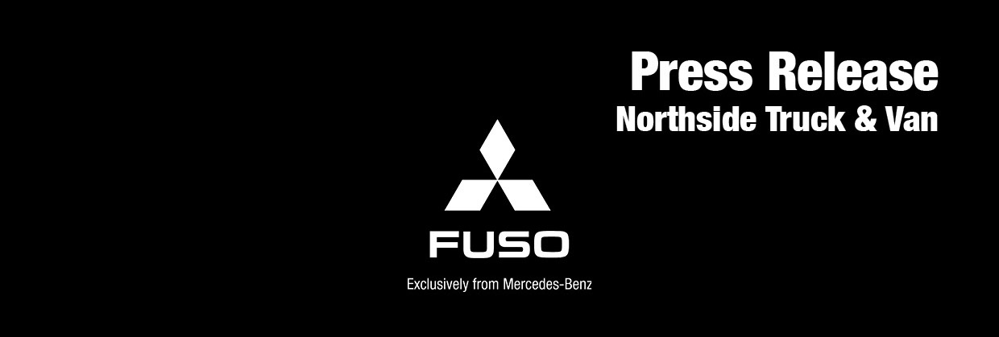 Press Release
Northside Truck & Van
FUSO
Exclusively from Mercedes-Benz